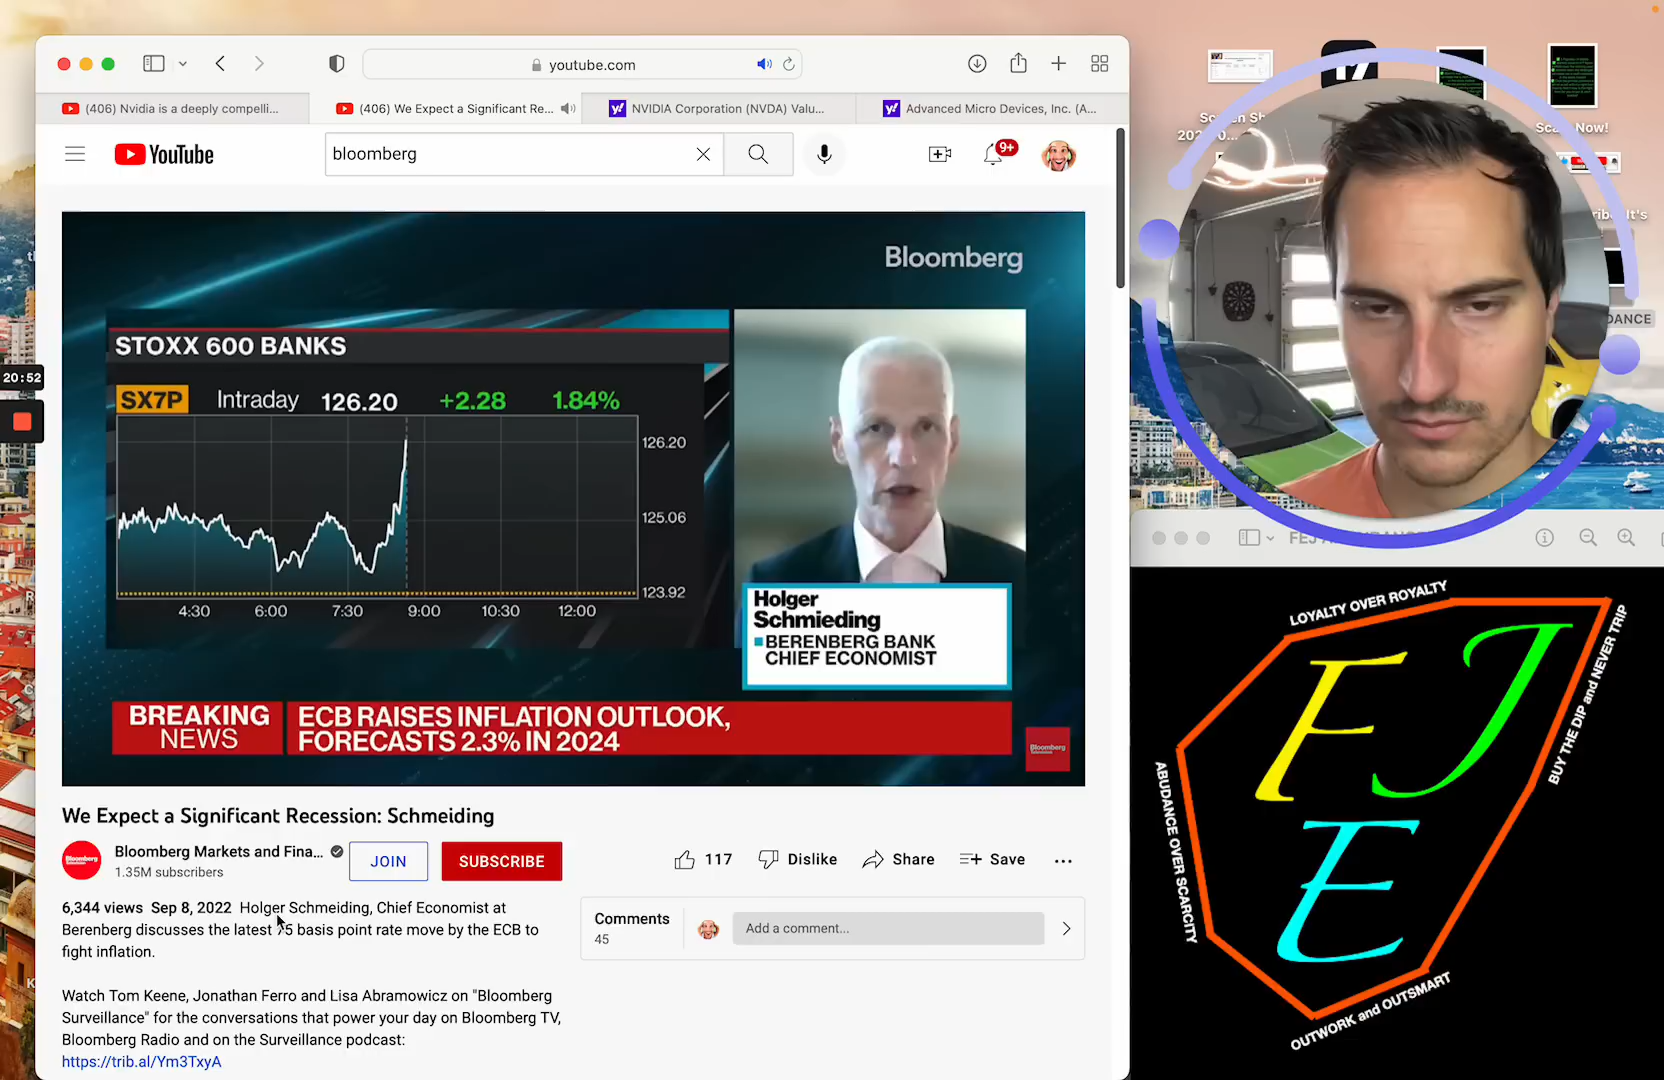 youtube.com
(406) Nvidia is a deeply compelli...
(406) We Expect a Significant Re...
NVIDIA Corporation (NVDA) Valu...
Advanced Micro Devices, Inc. (A...
YouTube
bloomberg
9+
Bloomberg
STOXX 600 BANKS
SX7P Intraday 126.20 +2.28 1.84%
126.20
125.06
123.92
4:30 6:00 7:30 9:00 10:30 12:00
Holger
Schmieding
BERENBERG BANK
CHIEF ECONOMIST
BREAKING
NEWS
ECB RAISES INFLATION OUTLOOK,
FORECASTS 2.3% IN 2024
20:52
We Expect a Significant Recession: Schmeiding
Bloomberg Markets and Fina...
1.35M subscribers
JOIN
SUBSCRIBE
117
Dislike
Share
Save
6,344 views Sep 8, 2022 Holger Schmeiding, Chief Economist at
Berenberg discusses the latest 75 basis point rate move by the ECB to
fight inflation.
Watch Tom Keene, Jonathan Ferro and Lisa Abramowicz on "Bloomberg
Surveillance" for the conversations that power your day on Bloomberg TV,
Bloomberg Radio and on the Surveillance podcast:
https://trib.al/Ym3TxyA
Comments
45
Add a comment...
Now!
LOYALTY OVER ROYALTY
BUY THE DIP and NEVER TRIP
ABUDANCE OVER SCARCITY
OUTWORK and OUTSMART
F J
E